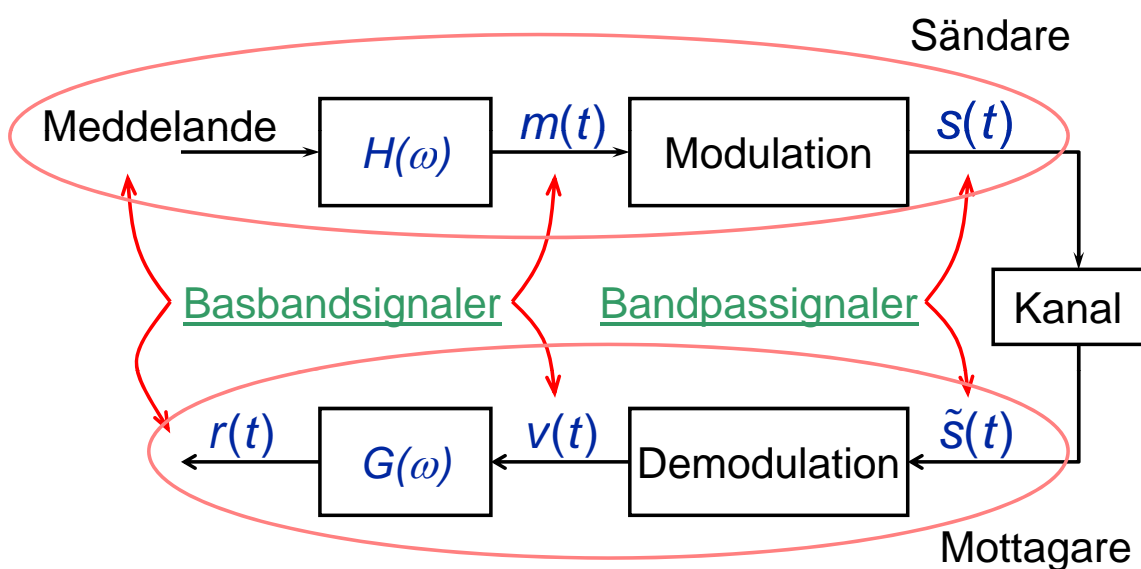 Sändare
Meddelande
H(ω)
m(t)
Modulation
s(t)
Basbandsignaler
Bandpassignaler
Kanal
r(t)
G(ω)
v(t)
Demodulation
s̃(t)
Mottagare